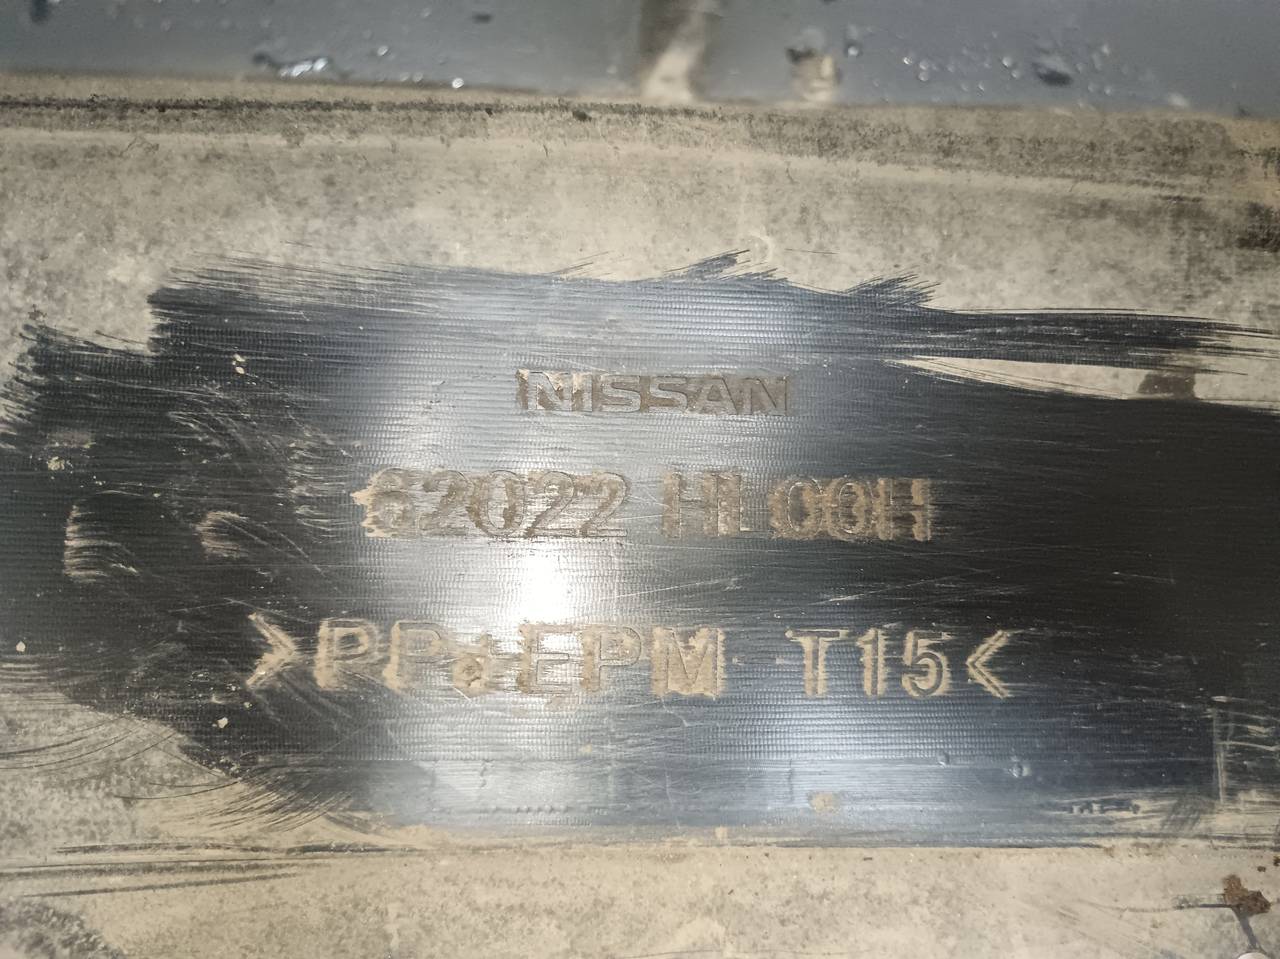 NISSAN
62022 HL00H
>PP+EPM-T15<